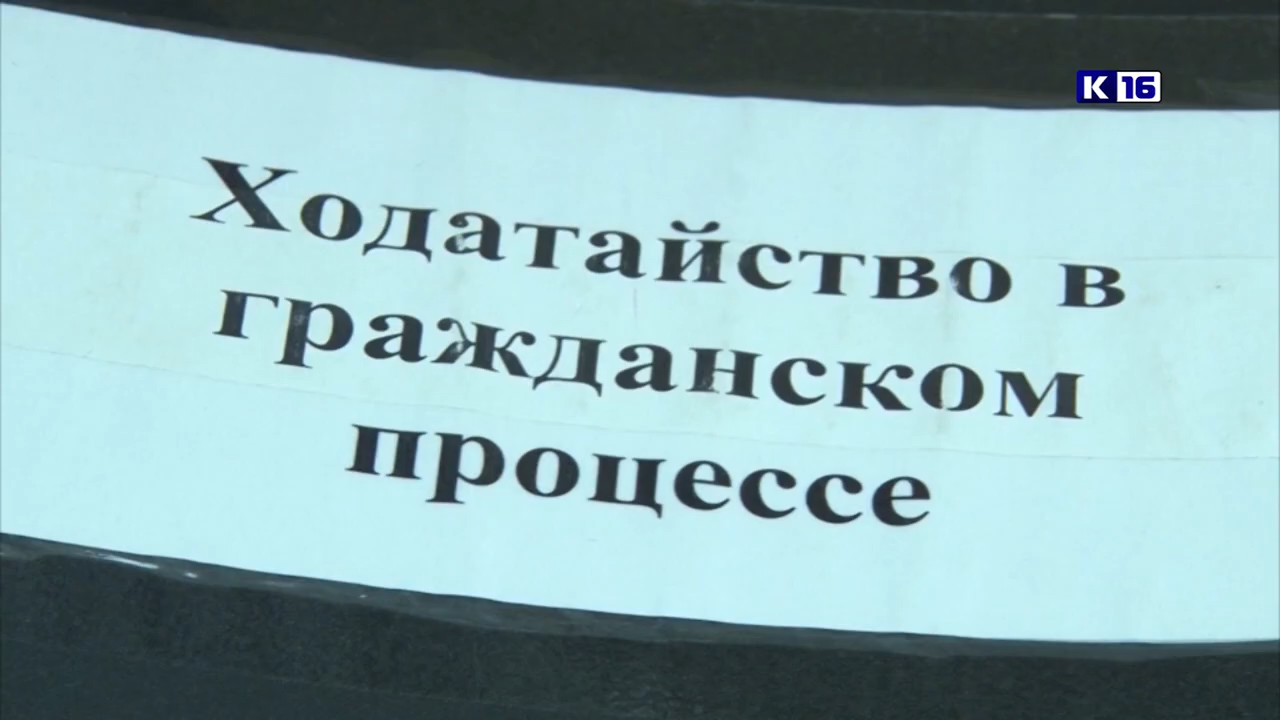 К 16
Ходатайство в
гражданском
процессе